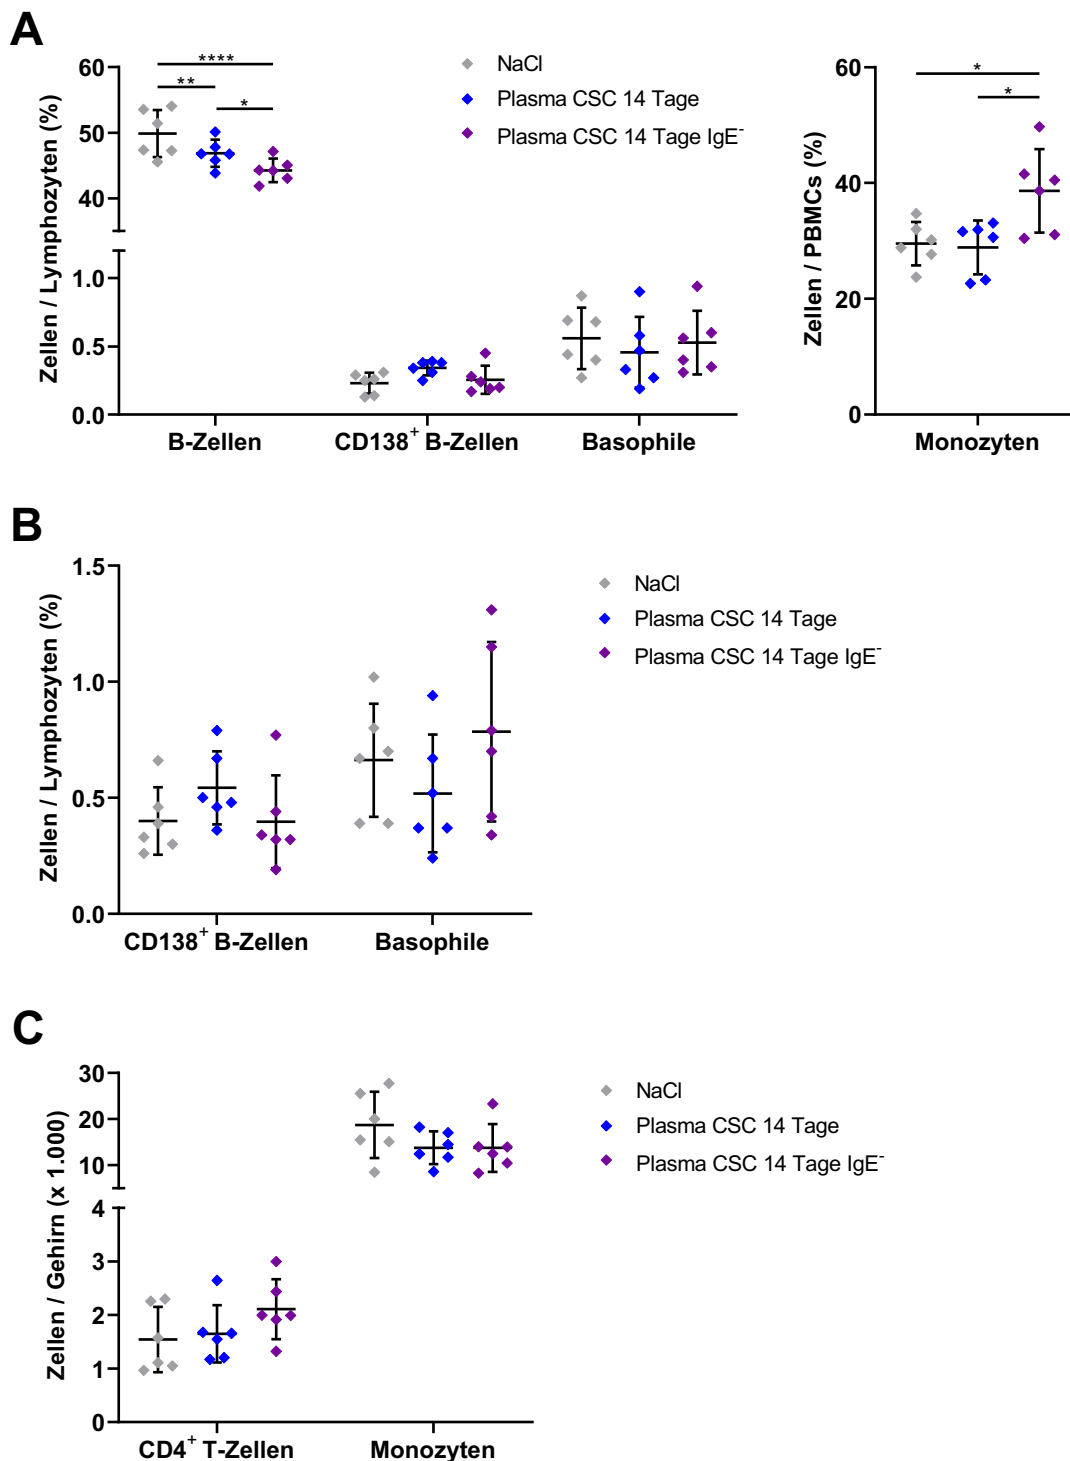 A
Zellen / Lymphozyten (%)
60
50
40
1.0
0.5
0.0
****
**
*
NaCl
Plasma CSC 14 Tage
Plasma CSC 14 Tage IgE⁻
B-Zellen
CD138⁺ B-Zellen
Basophile
Zellen / PBMCs (%)
60
40
20
0
*
*
Monozyten
B
Zellen / Lymphozyten (%)
1.5
1.0
0.5
0.0
NaCl
Plasma CSC 14 Tage
Plasma CSC 14 Tage IgE⁻
CD138⁺ B-Zellen
Basophile
C
Zellen / Gehirn (x 1.000)
30
20
10
4
3
2
1
0
NaCl
Plasma CSC 14 Tage
Plasma CSC 14 Tage IgE⁻
CD4⁺ T-Zellen
Monozyten